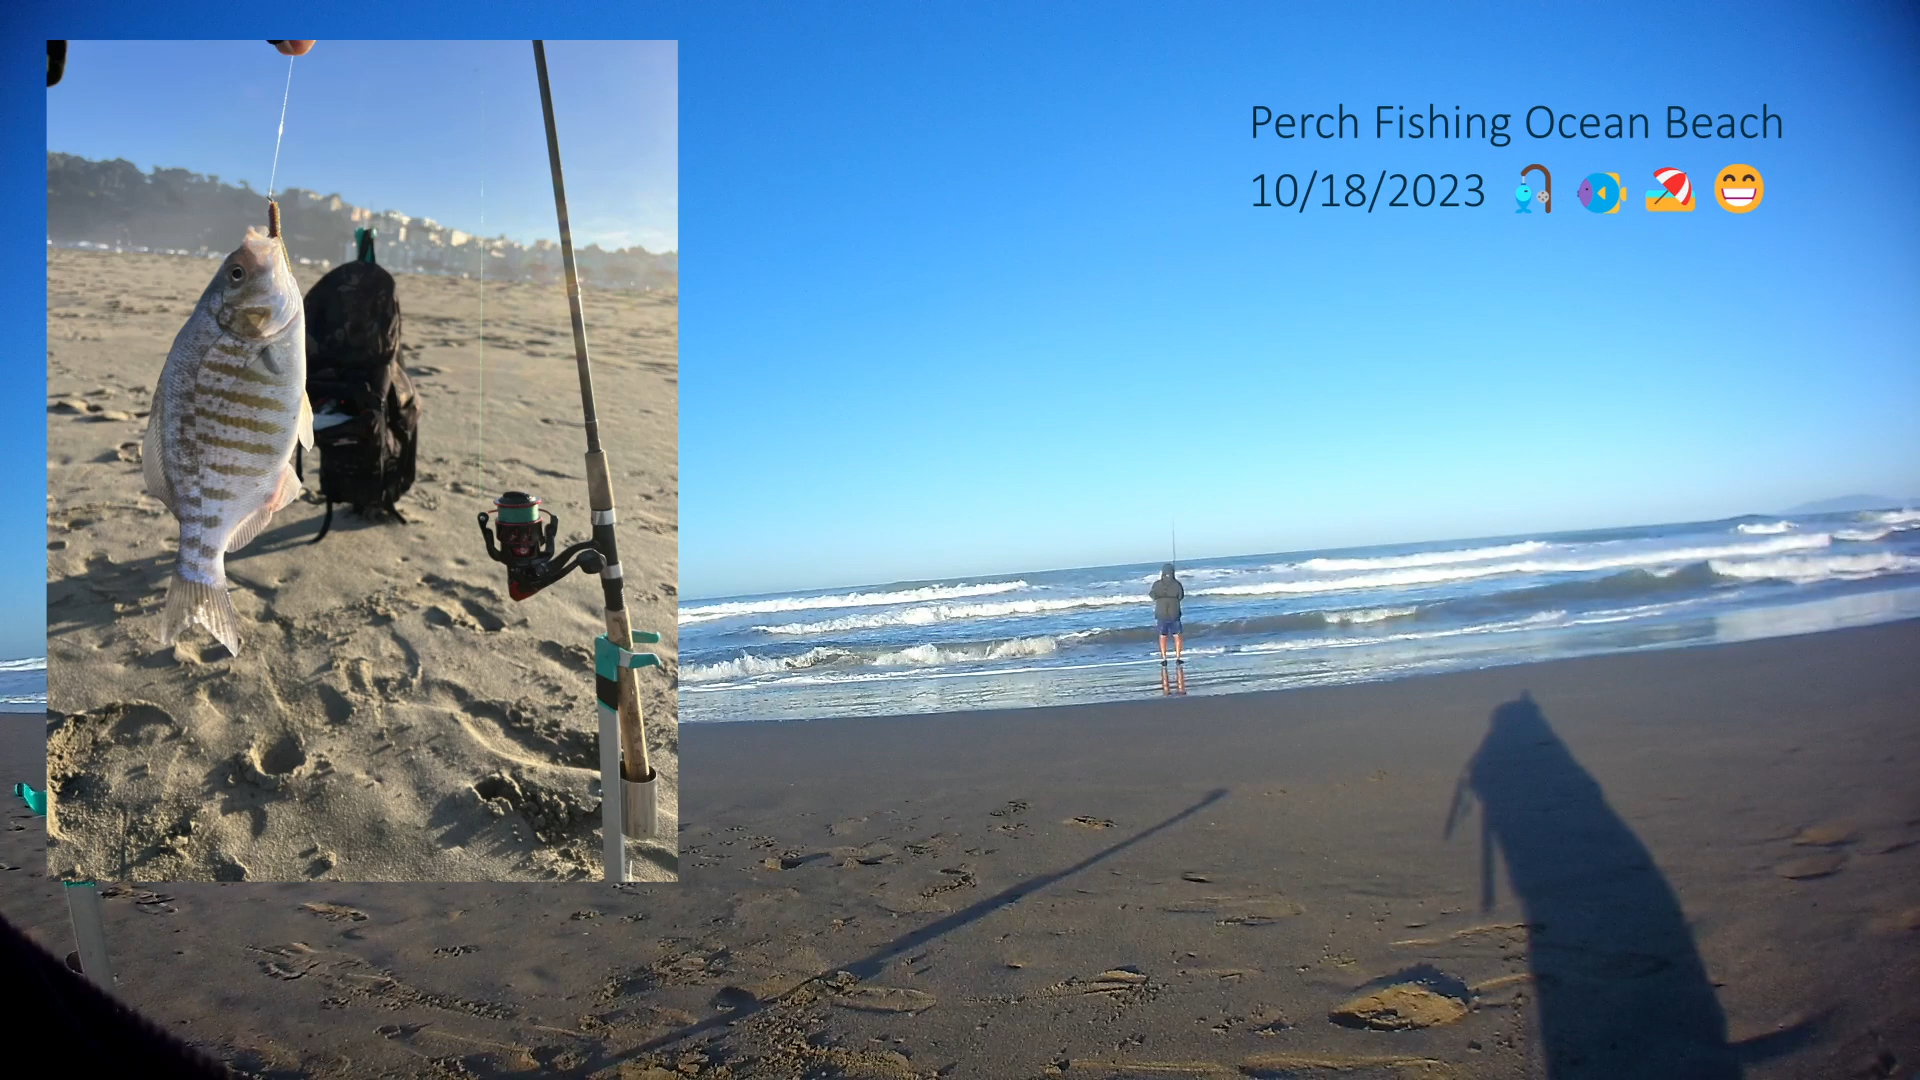 Perch Fishing Ocean Beach
10/18/2023 🎣 🐠 🏖️ 😁